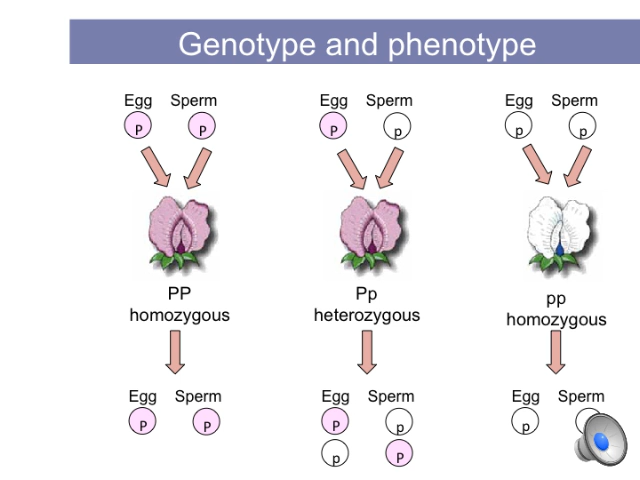 Genotype and phenotype
Egg Sperm
P P
Egg Sperm
P p
Egg Sperm
p p
PP
homozygous
Pp
heterozygous
pp
homozygous
Egg Sperm
P P
Egg Sperm
P p
p P
Egg Sperm
p